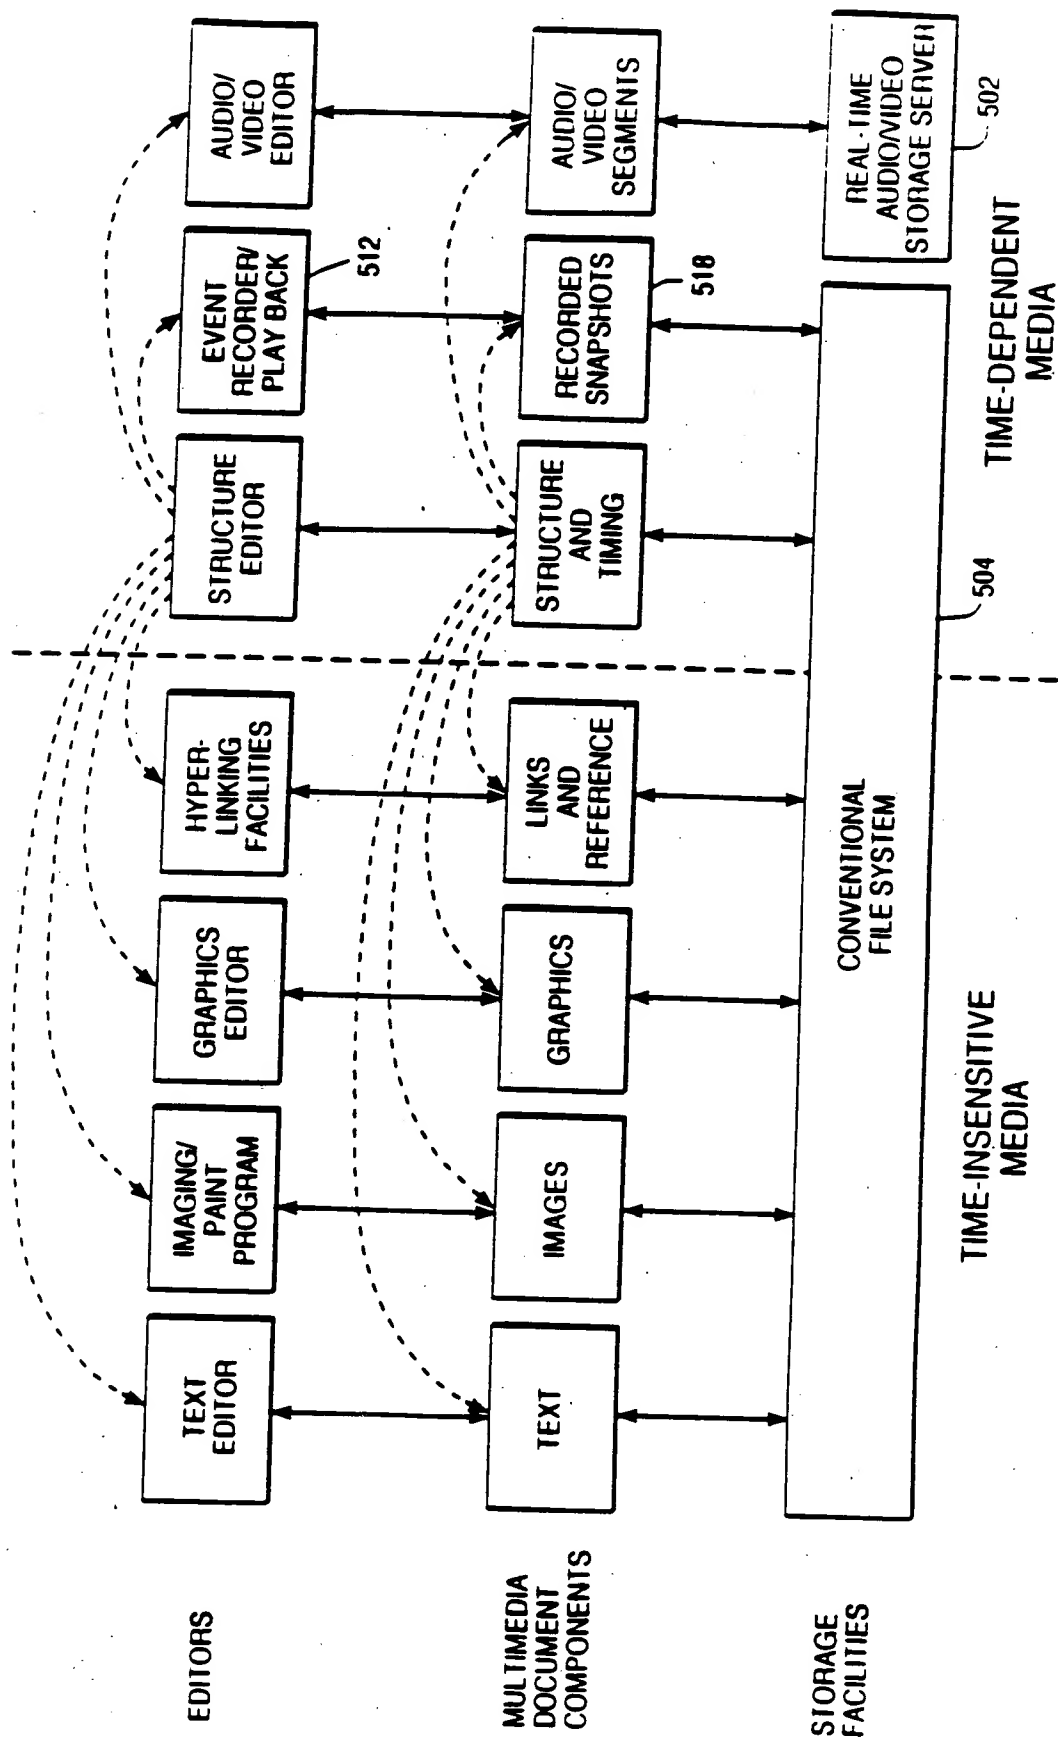 EDITORS
TEXT
EDITOR
IMAGING/
PAINT
PROGRAM
GRAPHICS
EDITOR
HYPER-
LINKING
FACILITIES
STRUCTURE
EDITOR
EVENT
RECORDER/
PLAY BACK
512
AUDIO/
VIDEO
EDITOR
MULTIMEDIA
DOCUMENT
COMPONENTS
TEXT
IMAGES
GRAPHICS
LINKS
AND
REFERENCE
STRUCTURE
AND
TIMING
RECORDED
SNAPSHOTS
518
AUDIO/
VIDEO
SEGMENTS
STORAGE
FACILITIES
CONVENTIONAL
FILE SYSTEM
504
REAL-TIME
AUDIO/VIDEO
STORAGE SERVER
502
TIME-INSENSITIVE
MEDIA
TIME-DEPENDENT
MEDIA